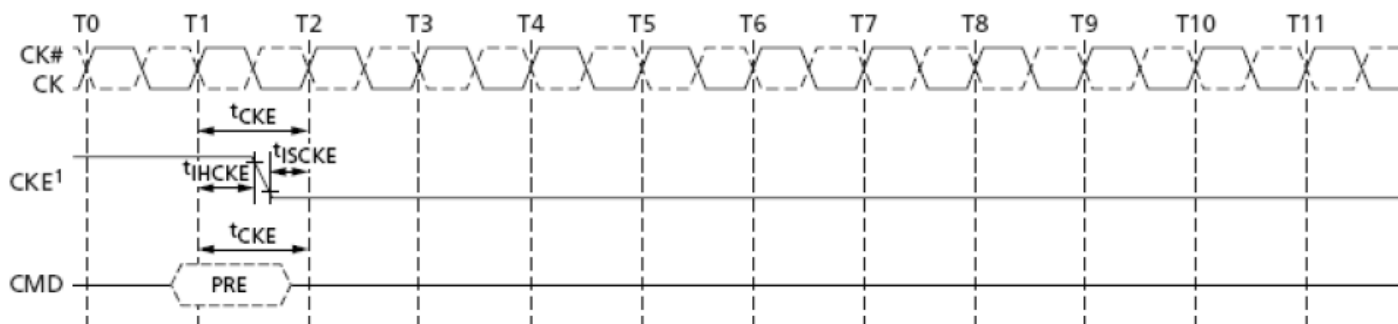 T0 T1 T2 T3 T4 T5 T6 T7 T8 T9 T10 T11
CK#
CK
tCKE
tISCKE
tIHCKE
CKE1
tCKE
CMD PRE